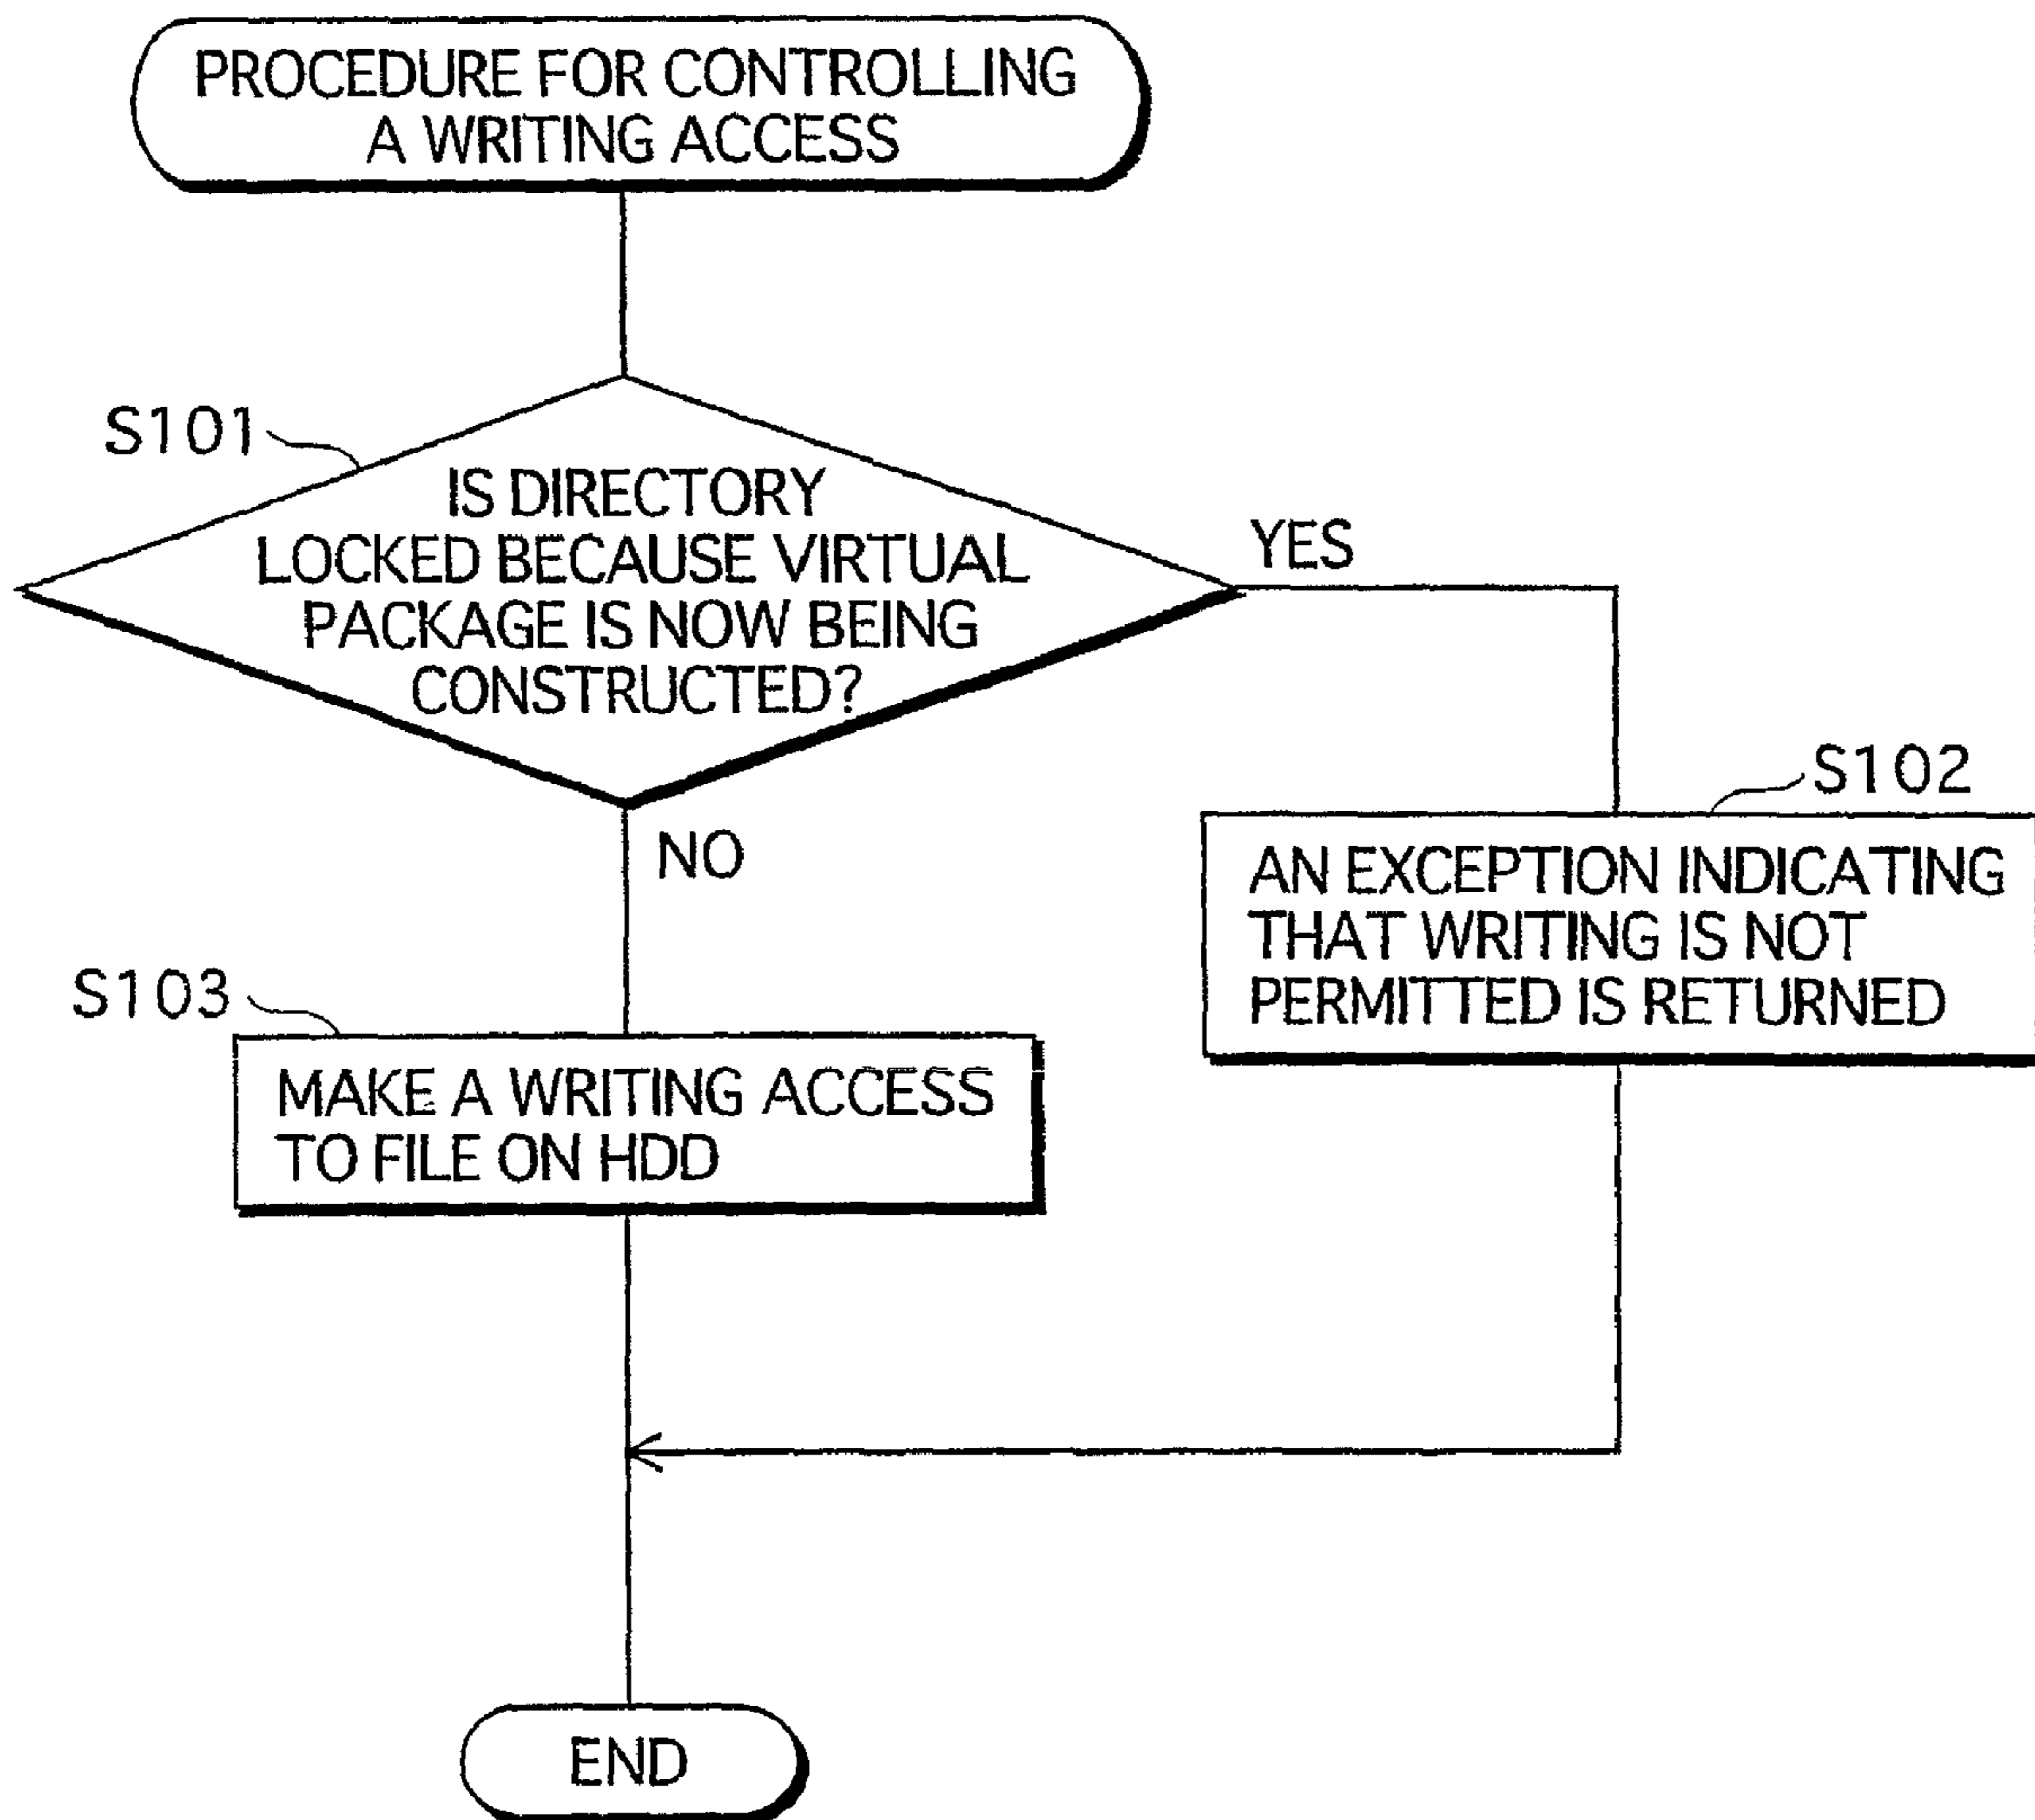 PROCEDURE FOR CONTROLLING
A WRITING ACCESS
S101
IS DIRECTORY
LOCKED BECAUSE VIRTUAL
PACKAGE IS NOW BEING
CONSTRUCTED?
YES
NO
S102
AN EXCEPTION INDICATING
THAT WRITING IS NOT
PERMITTED IS RETURNED
S103
MAKE A WRITING ACCESS
TO FILE ON HDD
END